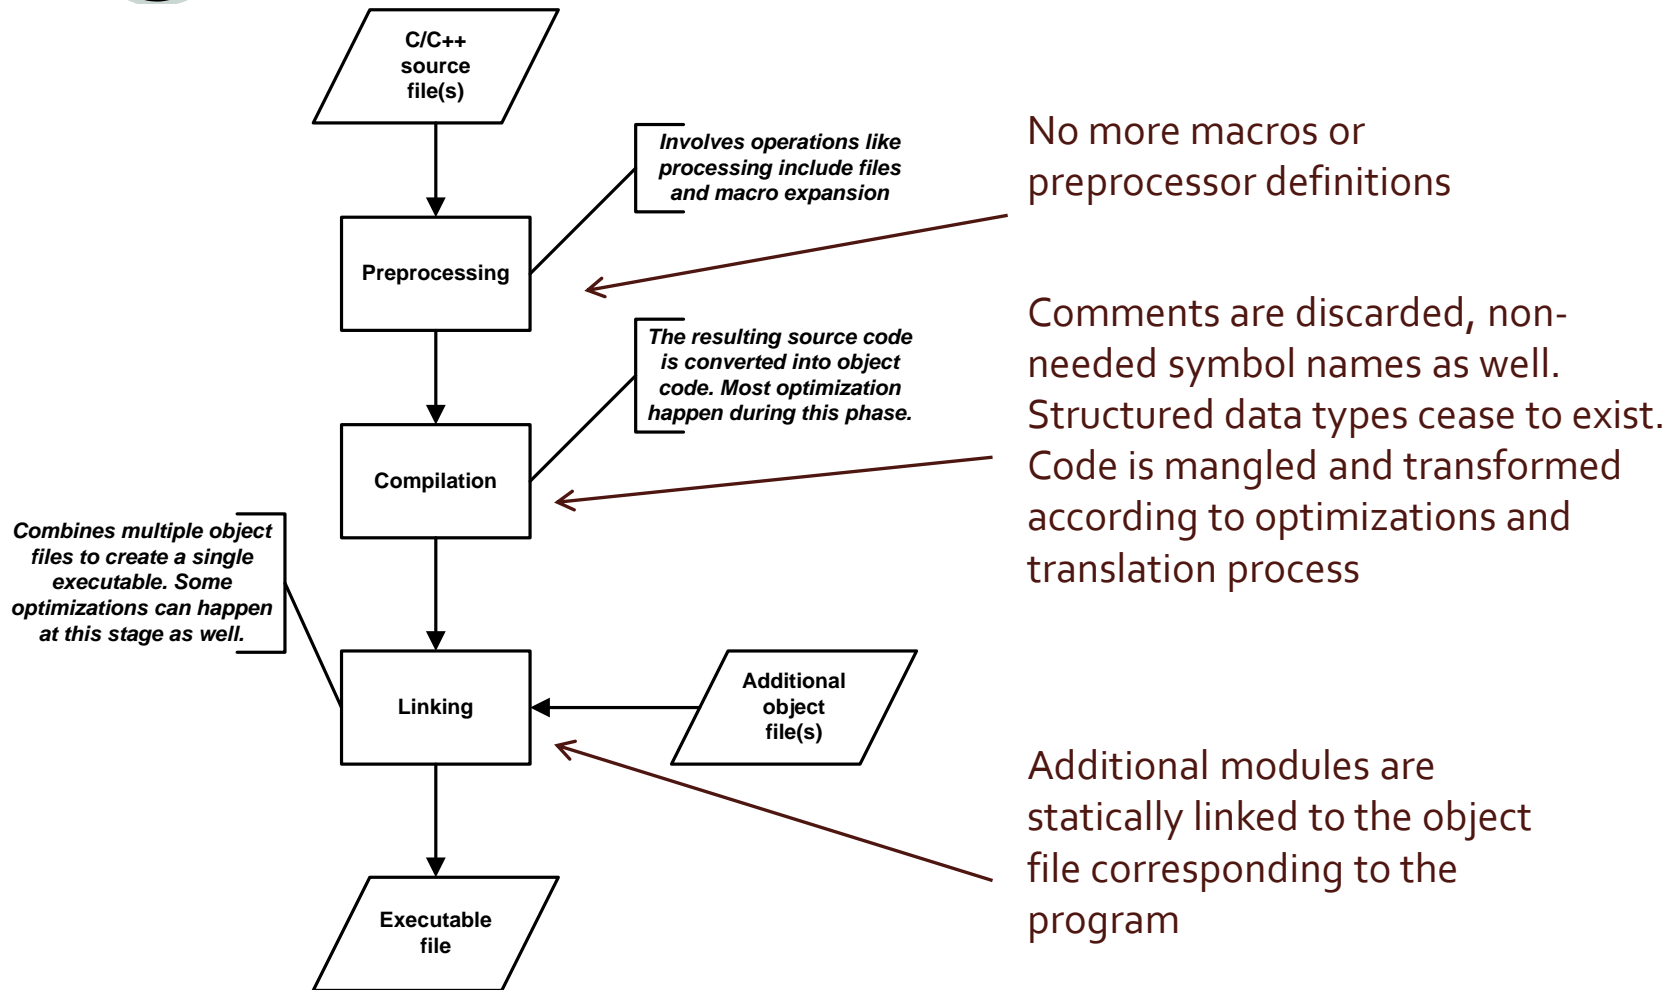 C/C++
source
file(s)
Involves operations like
processing include files
and macro expansion
No more macros or
preprocessor definitions
Preprocessing
The resulting source code
is converted into object
code. Most optimization
happen during this phase.
Comments are discarded, non-
needed symbol names as well.
Structured data types cease to exist.
Code is mangled and transformed
according to optimizations and
translation process
Compilation
Combines multiple object
files to create a single
executable. Some
optimizations can happen
at this stage as well.
Linking
Additional
object
file(s)
Additional modules are
statically linked to the object
file corresponding to the
program
Executable
file